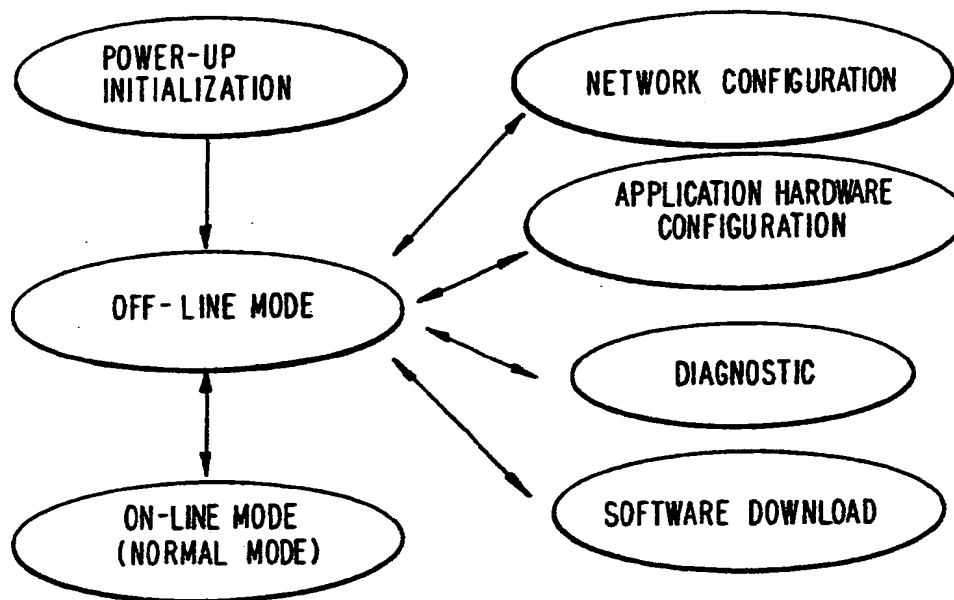 POWER-UP
INITIALIZATION
NETWORK CONFIGURATION
APPLICATION HARDWARE
CONFIGURATION
OFF-LINE MODE
DIAGNOSTIC
ON-LINE MODE
(NORMAL MODE)
SOFTWARE DOWNLOAD